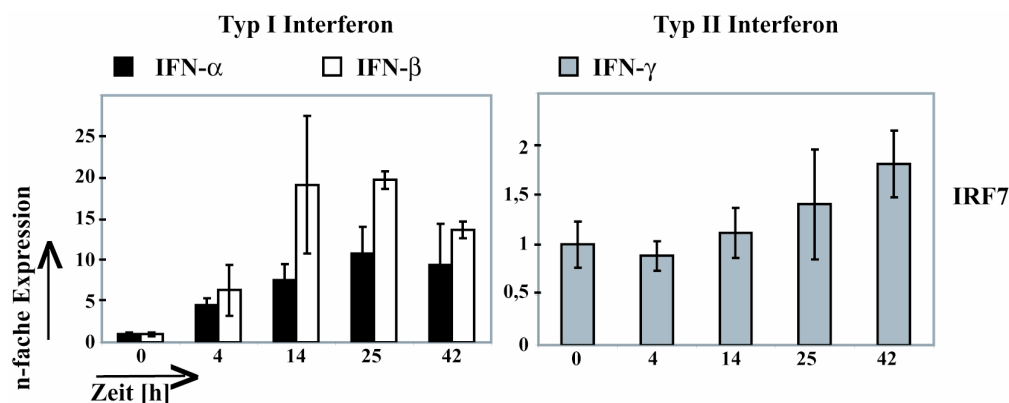 Typ I Interferon
Typ II Interferon
IFN-α
IFN-β
IFN-γ
n-fache Expression
25
20
15
10
5
0
0
4
14
25
42
Zeit [h]
2
1,5
1
0,5
0
0
4
14
25
42
IRF7